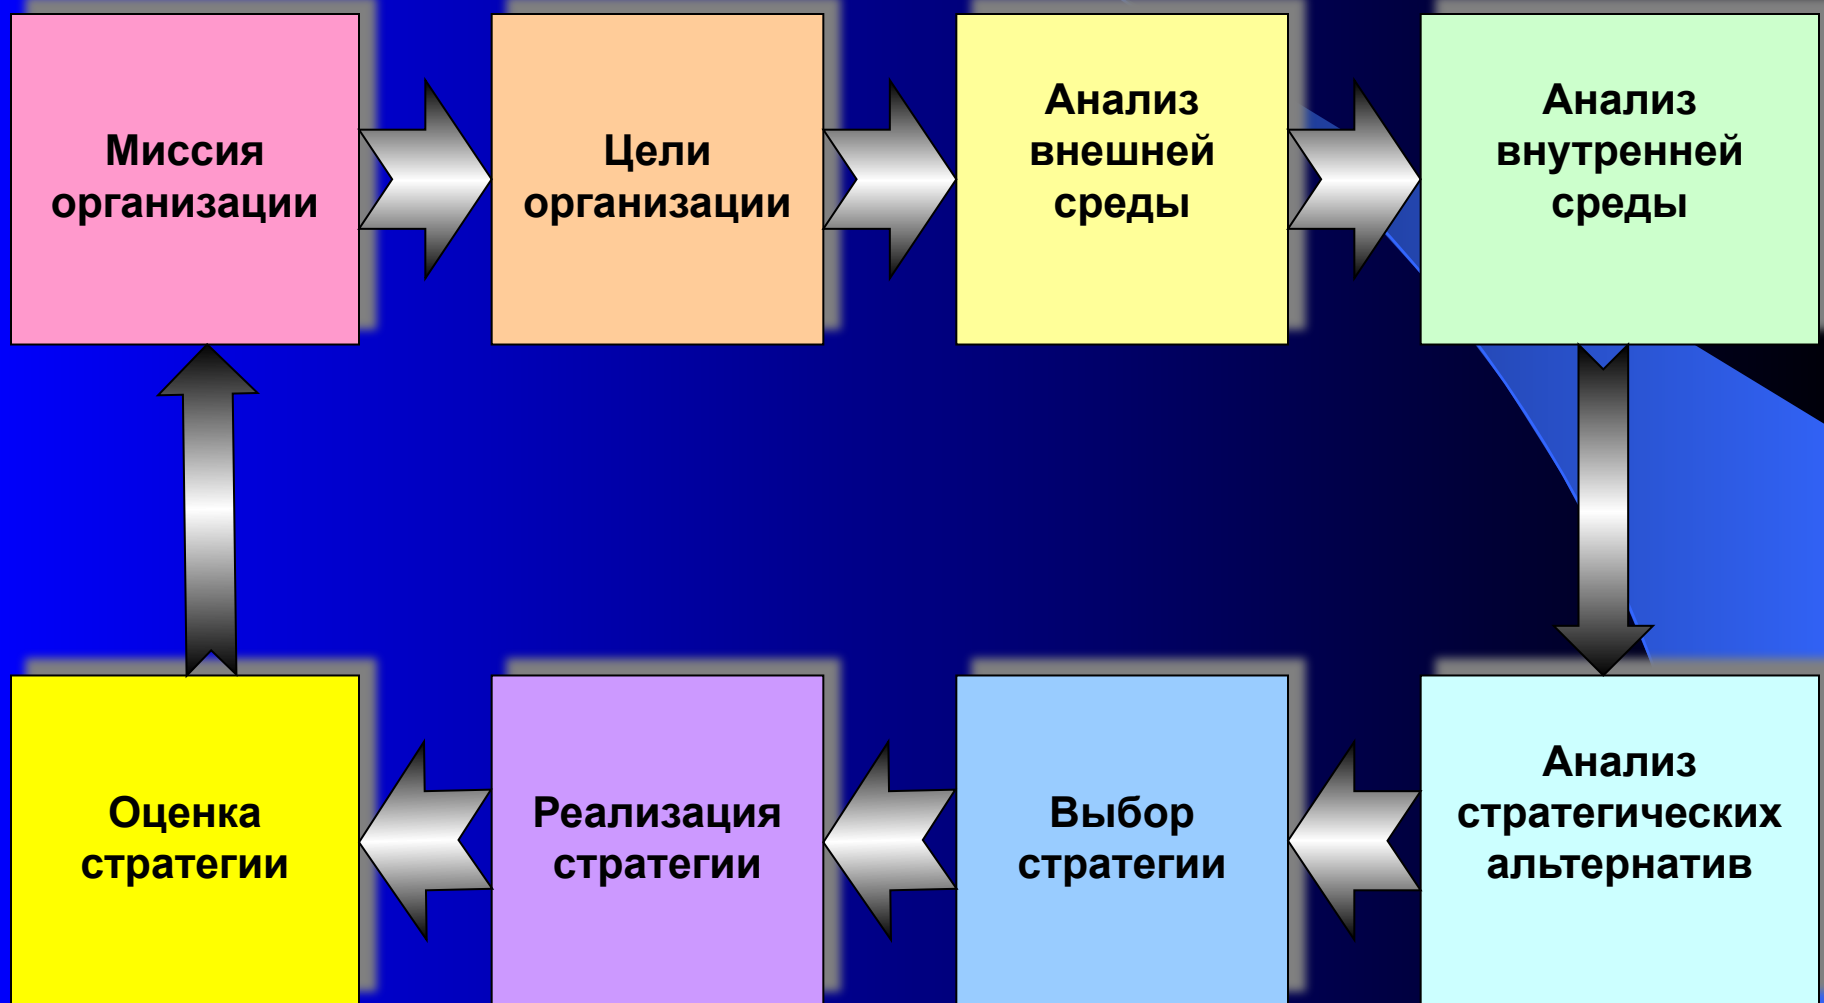 Миссия
организации
Цели
организации
Анализ
внешней
среды
Анализ
внутренней
среды
Оценка
стратегии
Реализация
стратегии
Выбор
стратегии
Анализ
стратегических
альтернатив